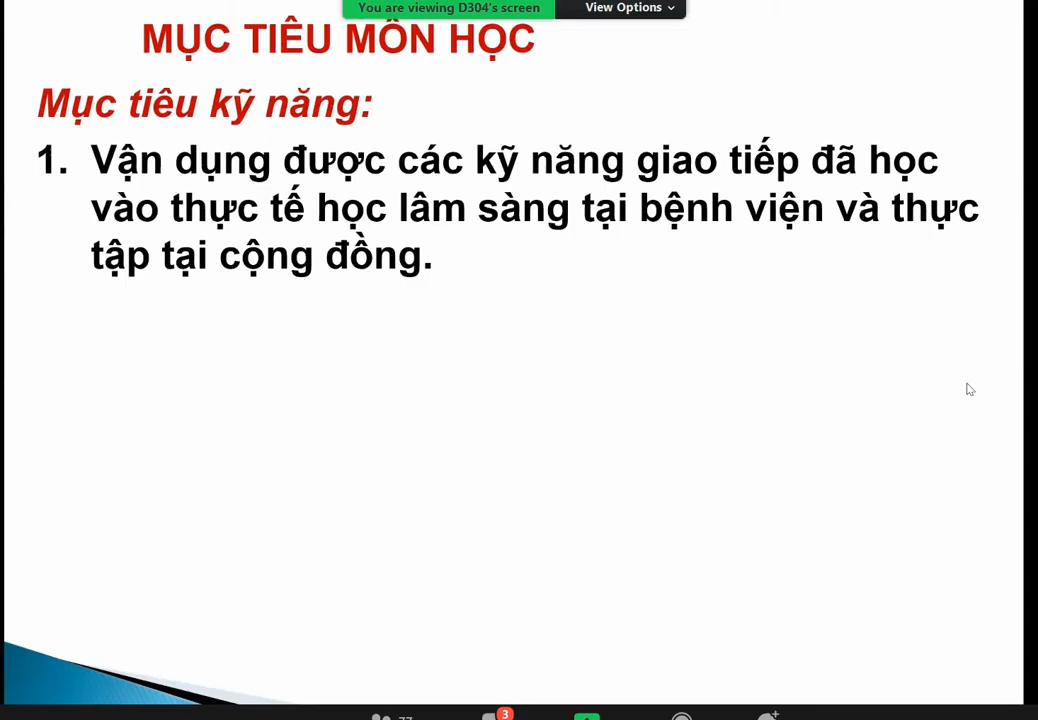 You are viewing D304's screen View Options
MỤC TIÊU MÔN HỌC
Mục tiêu kỹ năng:
1. Vận dụng được các kỹ năng giao tiếp đã học
vào thực tế học lâm sàng tại bệnh viện và thực
tập tại cộng đồng.
3